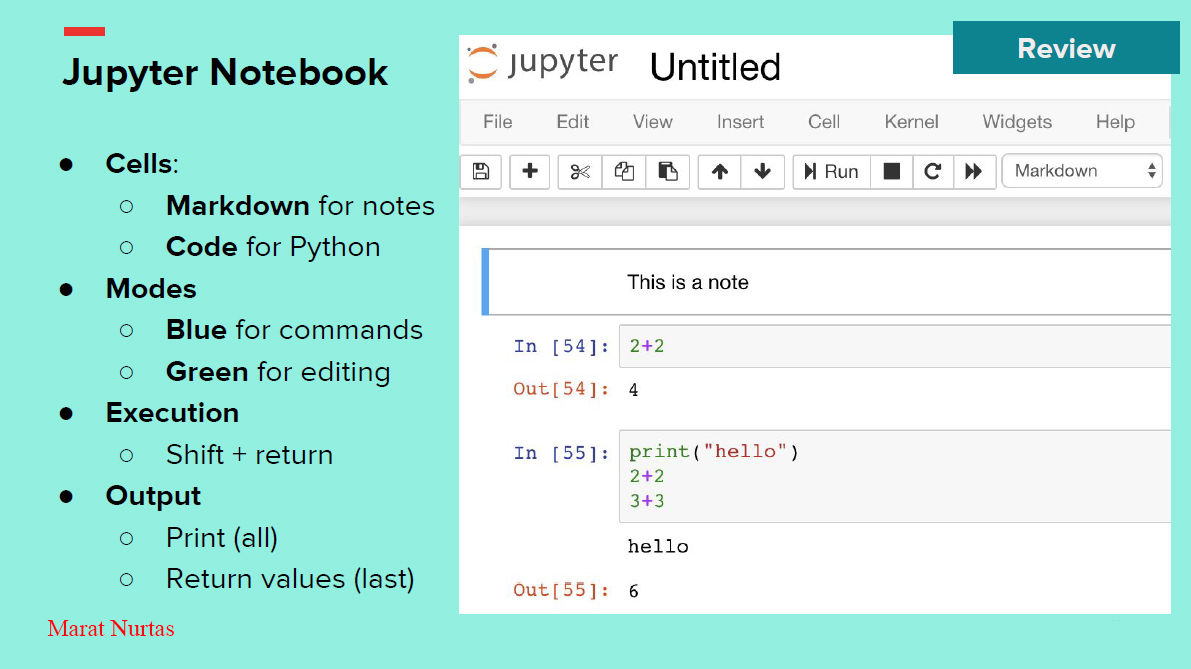 Jupyter Notebook
● Cells:
○ Markdown for notes
○ Code for Python
● Modes
○ Blue for commands
○ Green for editing
● Execution
○ Shift + return
● Output
○ Print (all)
○ Return values (last)
Marat Nurtas
Review
jupyter Untitled
File Edit View Insert Cell Kernel Widgets Help
Run Markdown
This is a note
In [54]: 2+2
Out[54]: 4
In [55]: print("hello")
2+2
3+3
hello
Out[55]: 6